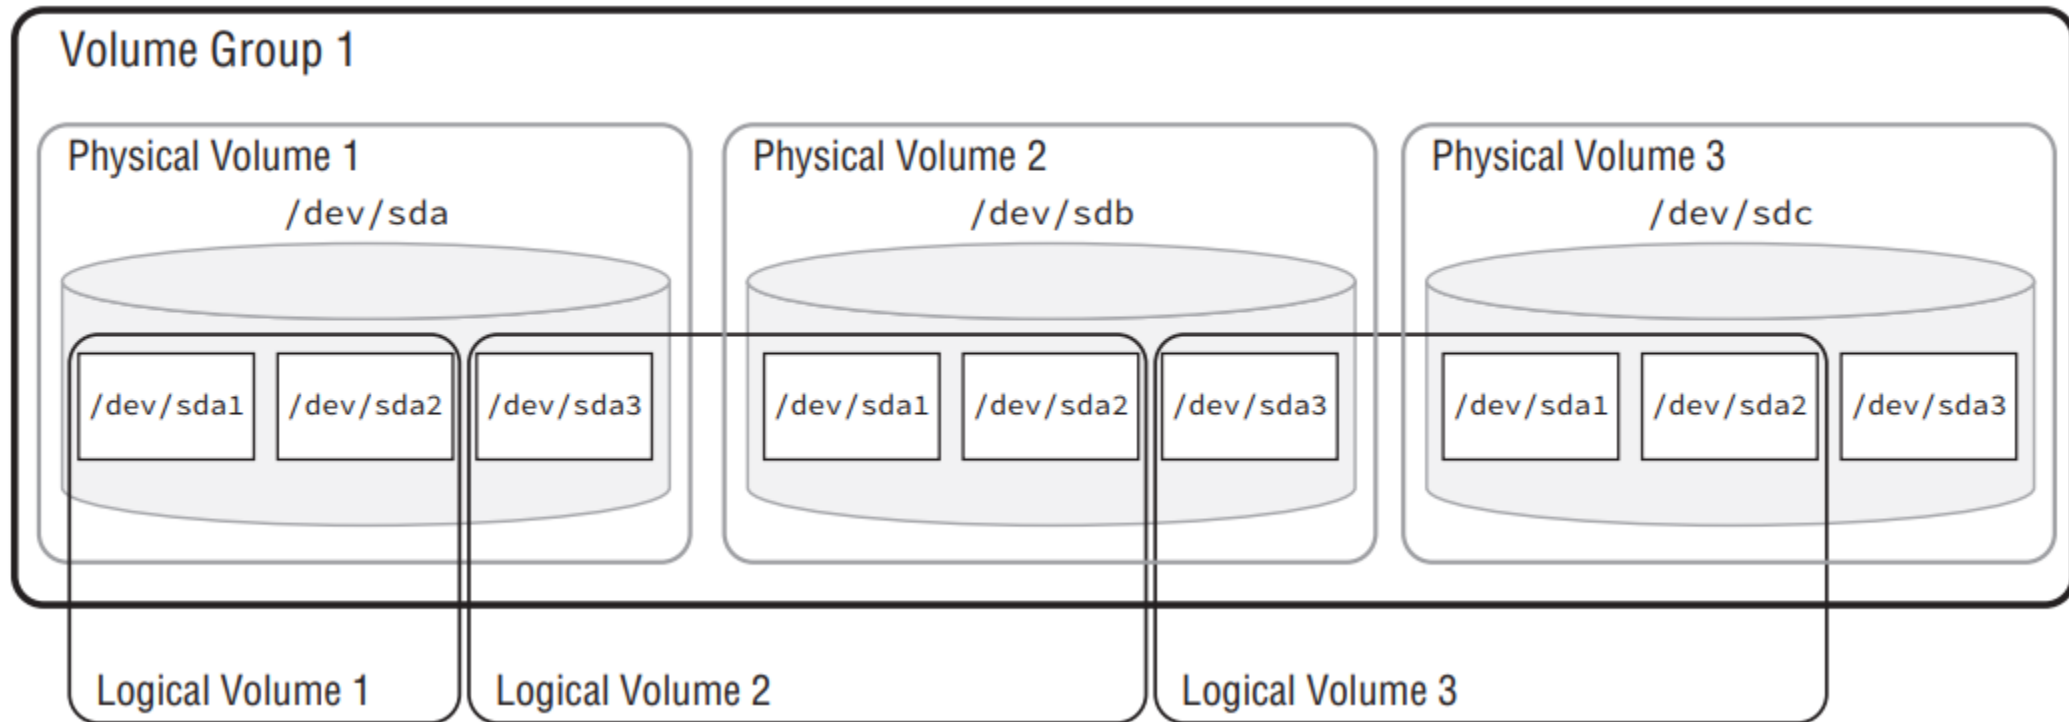 Volume Group 1
Physical Volume 1
Physical Volume 2
Physical Volume 3
/dev/sda
/dev/sdb
/dev/sdc
/dev/sda1
/dev/sda2
/dev/sda3
/dev/sda1
/dev/sda2
/dev/sda3
/dev/sda1
/dev/sda2
/dev/sda3
Logical Volume 1
Logical Volume 2
Logical Volume 3